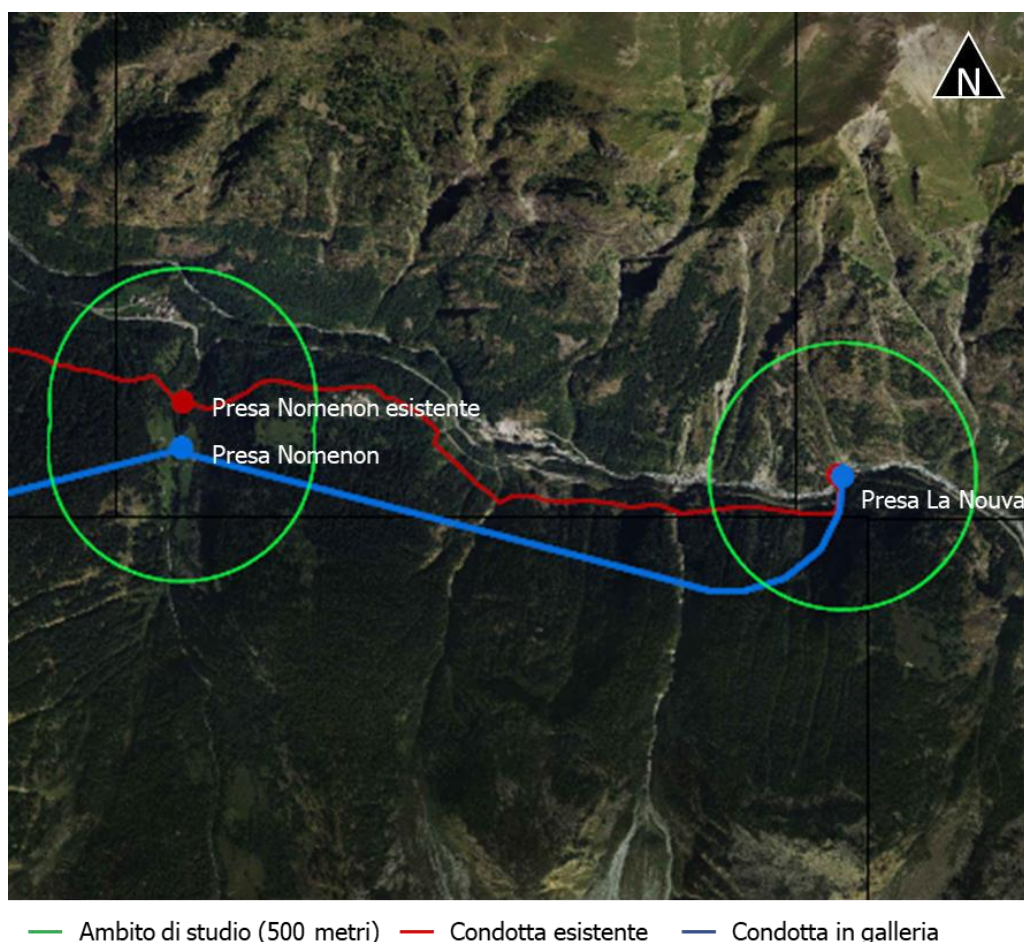 N
Presa Nomenon esistente
Presa Nomenon
Presa La Nouva
Ambito di studio (500 metri)
Condotta esistente
Condotta in galleria